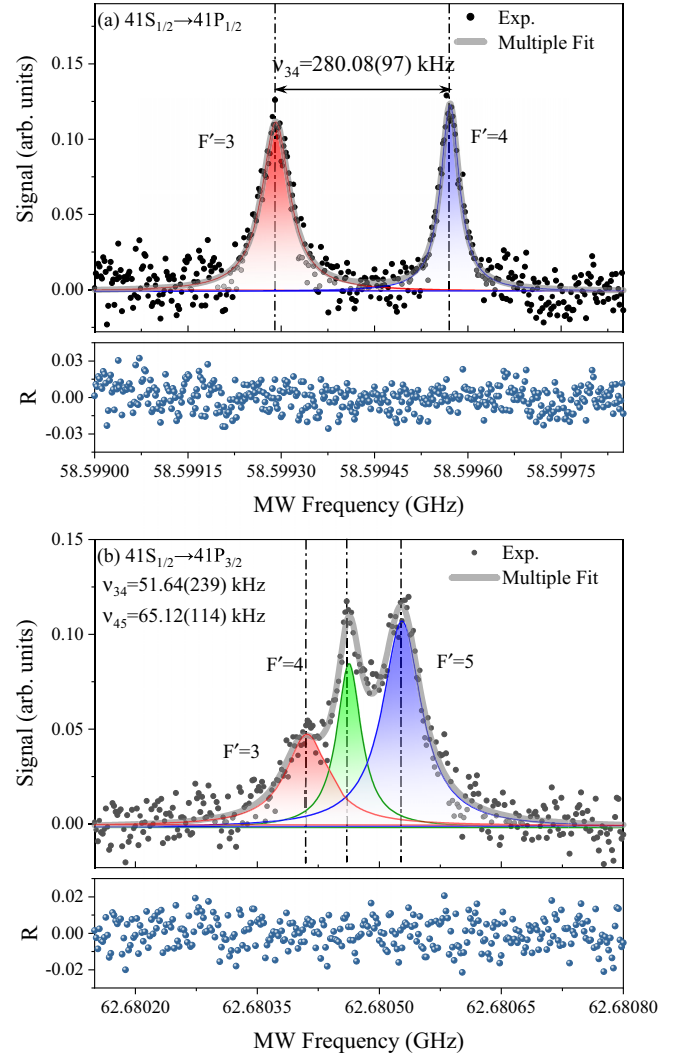 (a) 41S1/2→41P1/2
Exp.
Multiple Fit
ν34=280.08(97) kHz
F′=3
F′=4
Signal (arb. units)
0.15
0.10
0.05
0.00
R
0.03
0.00
-0.03
58.59900 58.59915 58.59930 58.59945 58.59960 58.59975
MW Frequency (GHz)
(b) 41S1/2→41P3/2
Exp.
Multiple Fit
ν34=51.64(239) kHz
ν45=65.12(114) kHz
F′=4
F′=5
F′=3
Signal (arb. units)
0.15
0.10
0.05
0.00
R
0.02
0.00
-0.02
62.68020 62.68035 62.68050 62.68065 62.68080
MW Frequency (GHz)